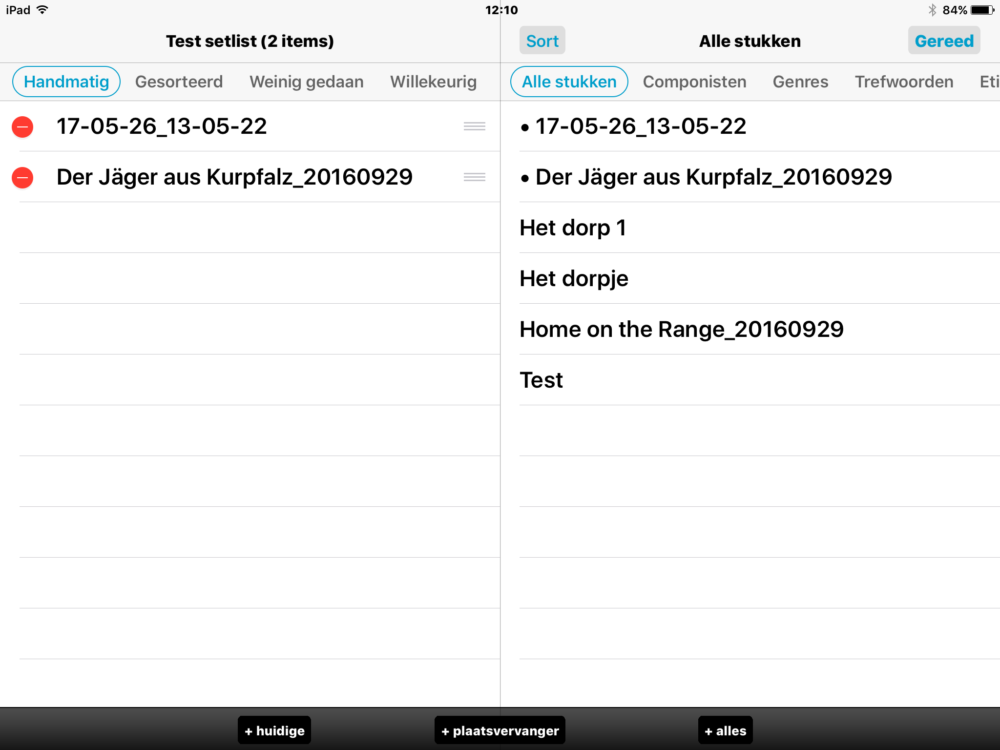 iPad 12:10 84%
Test setlist (2 items)
Sort Alle stukken Gereed
Handmatig Gesorteerd Weinig gedaan Willekeurig
Alle stukken Componisten Genres Trefwoorden Eti
17-05-26_13-05-22
Der Jäger aus Kurpfalz_20160929
• 17-05-26_13-05-22
• Der Jäger aus Kurpfalz_20160929
Het dorp 1
Het dorpje
Home on the Range_20160929
Test
+ huidige + plaatsvervanger + alles